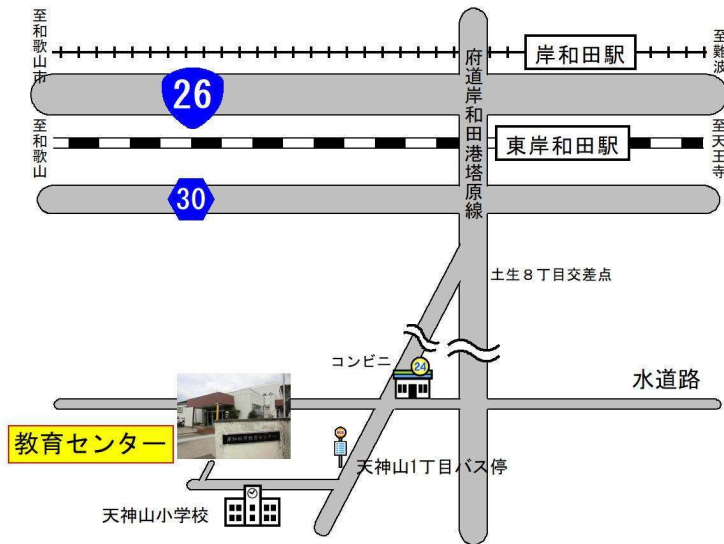 至和歌山市
岸和田駅
至難波
26
府道岸和田港塔原線
至和歌山
東岸和田駅
至天王寺
30
土生8丁目交差点
コンビニ
24
水道路
教育センター
天神山1丁目バス停
天神山小学校